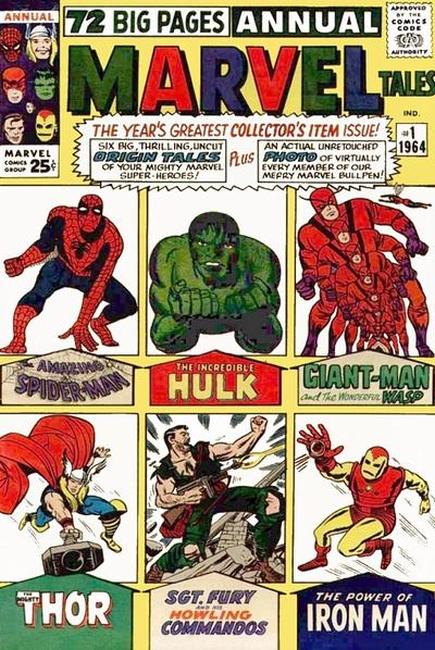 72 BIG PAGES ANNUAL
ANNUAL
APPROVED
BY THE
COMICS
CODE
AUTHORITY
MARVEL TALES
IND.
MARVEL
COMICS
GROUP 25¢
THE YEAR'S GREATEST COLLECTOR'S ITEM ISSUE!
SIX BIG, THRILLING, UNCUT
ORIGIN TALES
OF YOUR MIGHTY MARVEL
SUPER-HEROES!
PLUS
AN ACTUAL UNRETOUCHED
PHOTO OF VIRTUALLY
EVERY MEMBER OF OUR
MERRY MARVEL BULLPEN!
1
1964
THE AMAZING
SPIDER-MAN
THE INCREDIBLE
HULK
GIANT-MAN
and The WONDERFUL WASP
THE MIGHTY
THOR
SGT. FURY
AND HIS
HOWLING
COMMANDOS
THE POWER OF
IRON MAN